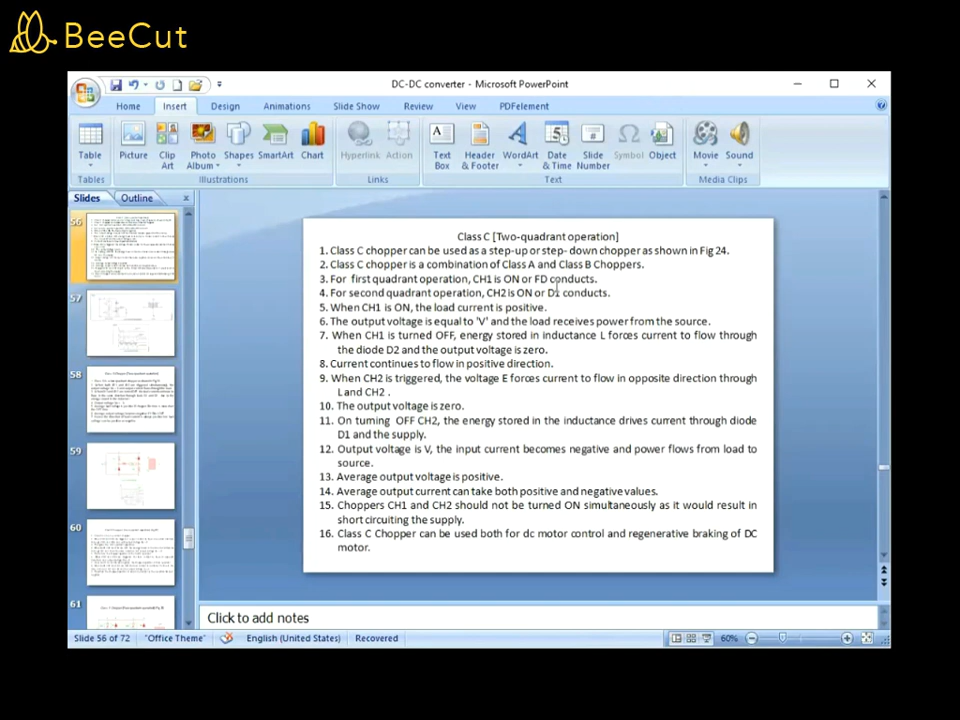 BeeCut
DC-DC converter - Microsoft PowerPoint
Home Insert Design Animations Slide Show Review View PDFelement
Table Picture Clip Art Photo Album Shapes SmartArt Chart Hyperlink Action Text Box Header & Footer WordArt Date & Time Slide Number Symbol Object Movie Sound
Tables Illustrations Links Text Media Clips
Slides Outline
56
57
58
59
60
61
Class C [Two-quadrant operation]
1. Class C chopper can be used as a step-up or step- down chopper as shown in Fig 24.
2. Class C chopper is a combination of Class A and Class B Choppers.
3. For first quadrant operation, CH1 is ON or FD conducts.
4. For second quadrant operation, CH2 is ON or D1 conducts.
5. When CH1 is ON, the load current is positive.
6. The output voltage is equal to 'V' and the load receives power from the source.
7. When CH1 is turned OFF, energy stored in inductance L forces current to flow through
the diode D2 and the output voltage is zero.
8. Current continues to flow in positive direction.
9. When CH2 is triggered, the voltage E forces current to flow in opposite direction through
L and CH2 .
10. The output voltage is zero.
11. On turning OFF CH2, the energy stored in the inductance drives current through diode
D1 and the supply.
12. Output voltage is V, the input current becomes negative and power flows from load to
source.
13. Average output voltage is positive.
14. Average output current can take both positive and negative values.
15. Choppers CH1 and CH2 should not be turned ON simultaneously as it would result in
short circuiting the supply.
16. Class C Chopper can be used both for dc motor control and regenerative braking of DC
motor.
Click to add notes
Slide 56 of 72 "Office Theme" English (United States) Recovered 60%